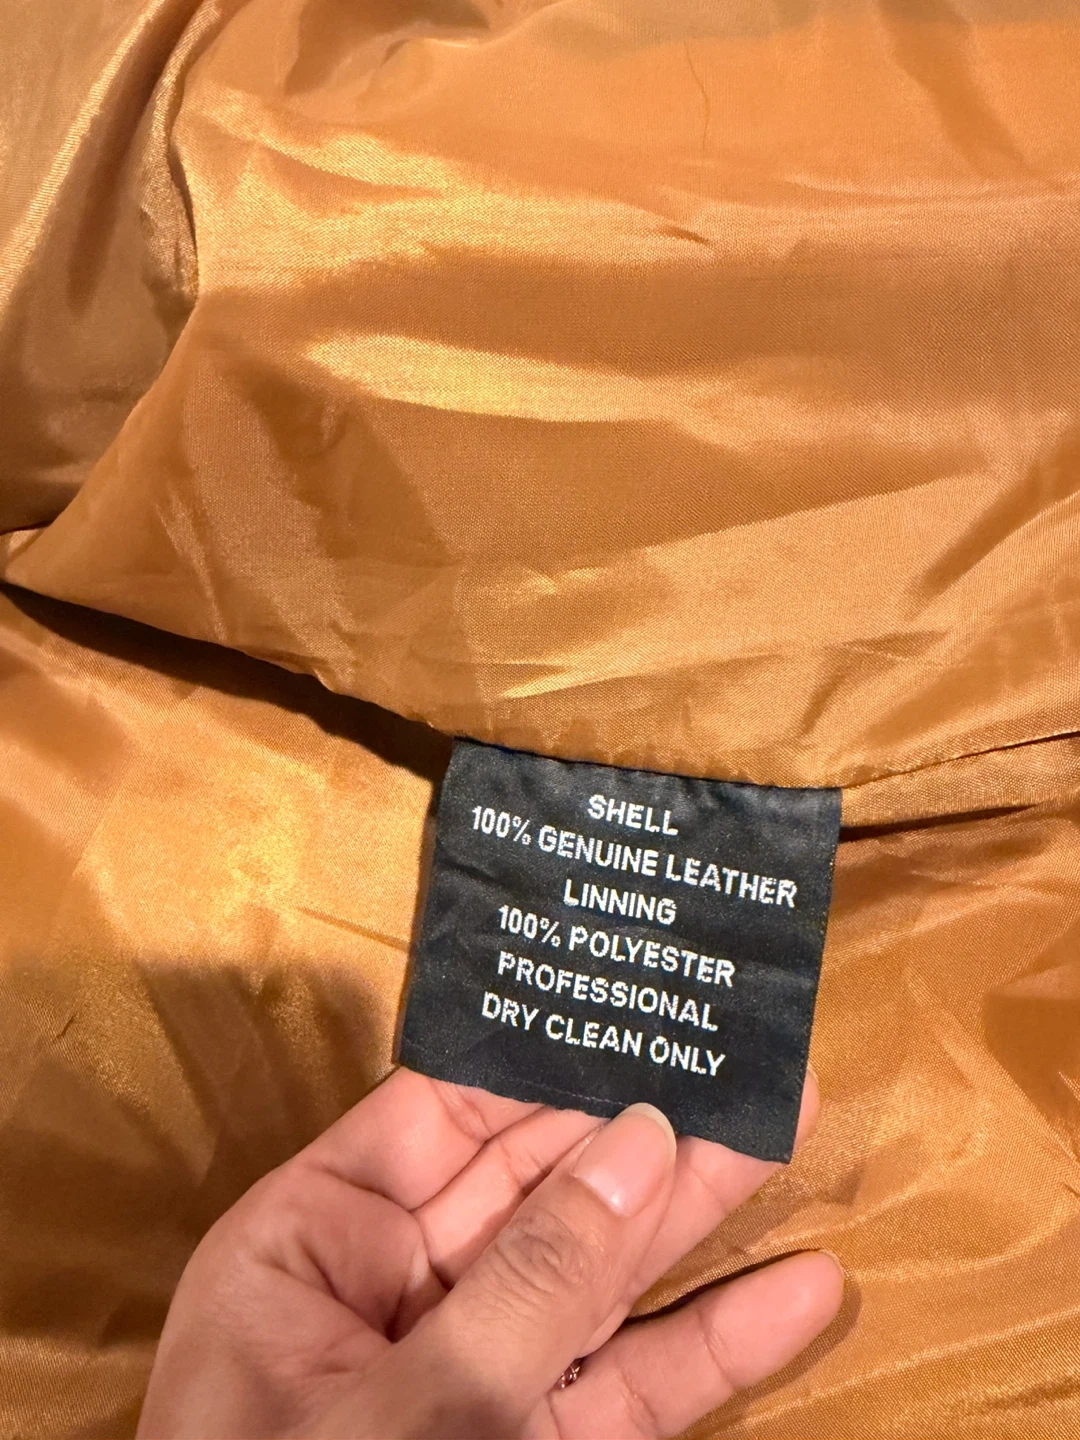 SHELL
100% GENUINE LEATHER
LINNING
100% POLYESTER
PROFESSIONAL
DRY CLEAN ONLY